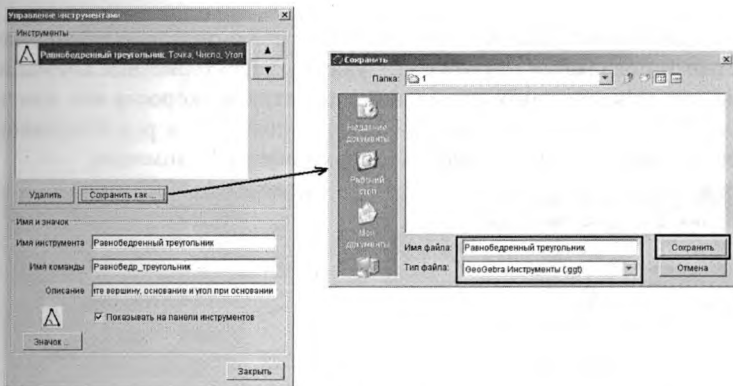 Управление инструментами
Инструменты
Равнобедренный треугольник: Точка, Число, Угол
Удалить
Сохранить как ...
Имя и значок
Имя инструмента
Равнобедренный треугольник
Имя команды
Равнобедр_треугольник
Описание
ите вершину, основание и угол при основании
Показывать на панели инструментов
Значок ...
Закрыть
Сохранить
Папка:
1
Недавние документы
Рабочий стол
Мои документы
Имя файла:
Равнобедренный треугольник
Сохранить
Тип файла:
GeoGebra Инструменты (.ggt)
Отмена